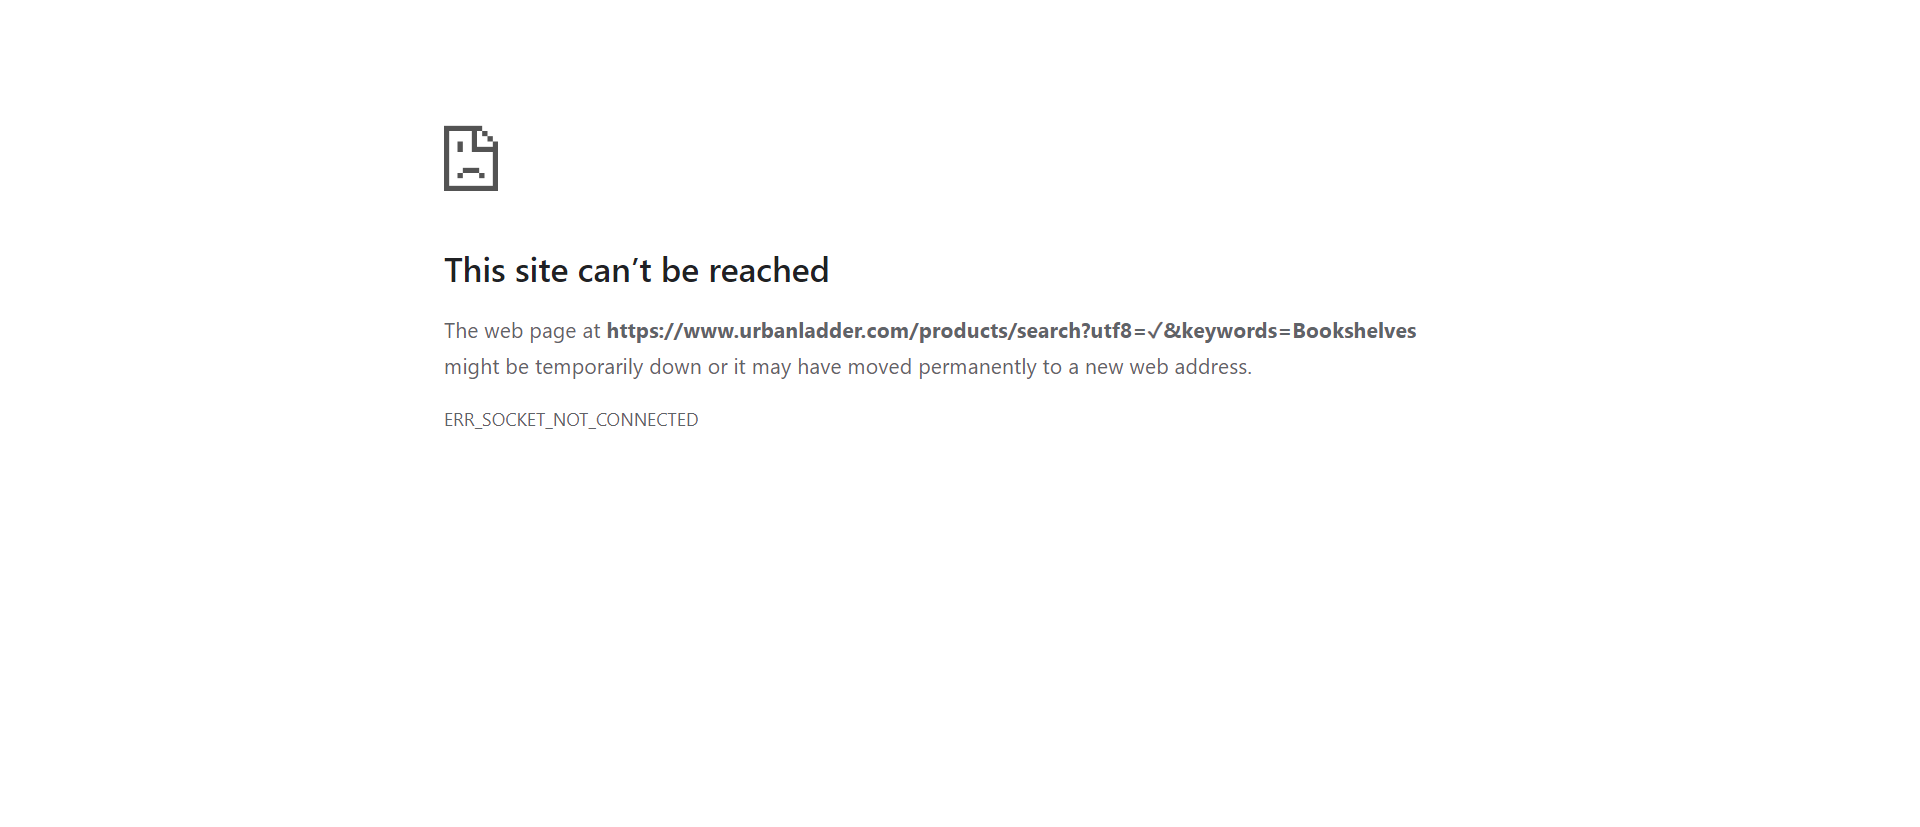 This site can’t be reached
The web page at https://www.urbanladder.com/products/search?utf8=✓&keywords=Bookshelves
might be temporarily down or it may have moved permanently to a new web address.
ERR_SOCKET_NOT_CONNECTED